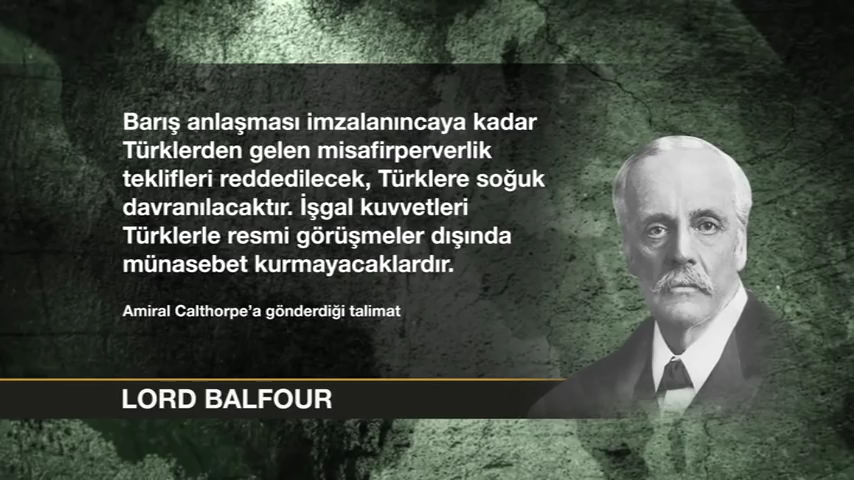 Barış anlaşması imzalanıncaya kadar
Türklerden gelen misafirperverlik
teklifleri reddedilecek, Türklere soğuk
davranılacaktır. İşgal kuvvetleri
Türklerle resmi görüşmeler dışında
münasebet kurmayacaklardır.
Amiral Calthorpe’a gönderdiği talimat
LORD BALFOUR